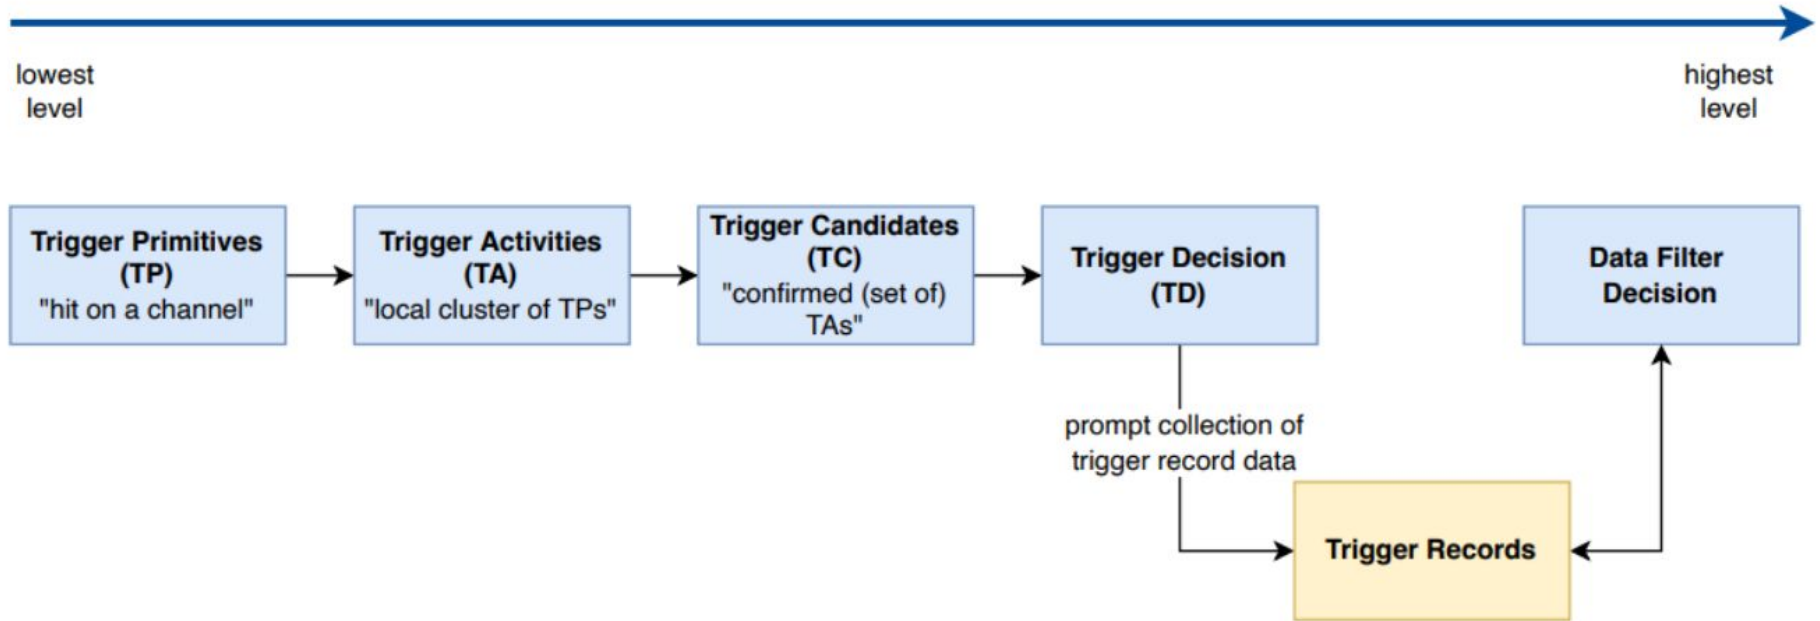 lowest
level
highest
level
Trigger Primitives
(TP)
"hit on a channel"
Trigger Activities
(TA)
"local cluster of TPs"
Trigger Candidates
(TC)
"confirmed (set of)
TAs"
Trigger Decision
(TD)
Data Filter
Decision
prompt collection of
trigger record data
Trigger Records